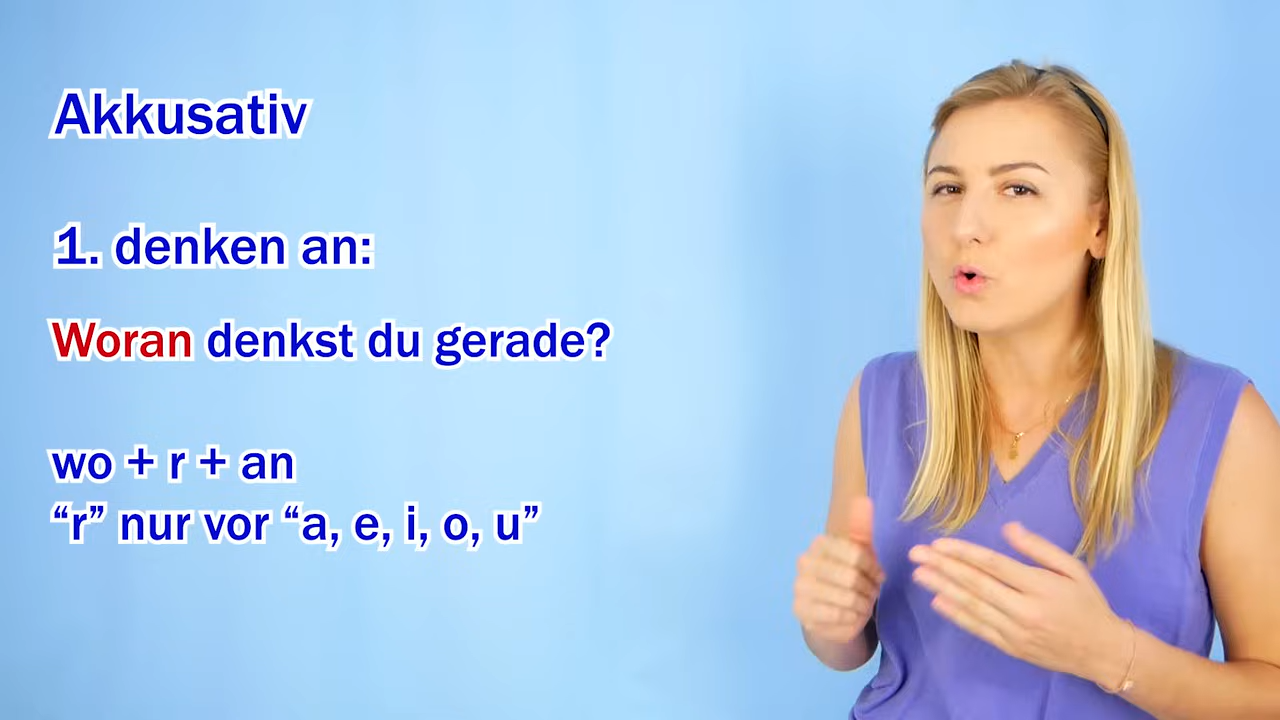 Akkusativ
1. denken an:
Woran denkst du gerade?
wo + r + an
“r” nur vor “a, e, i, o, u”